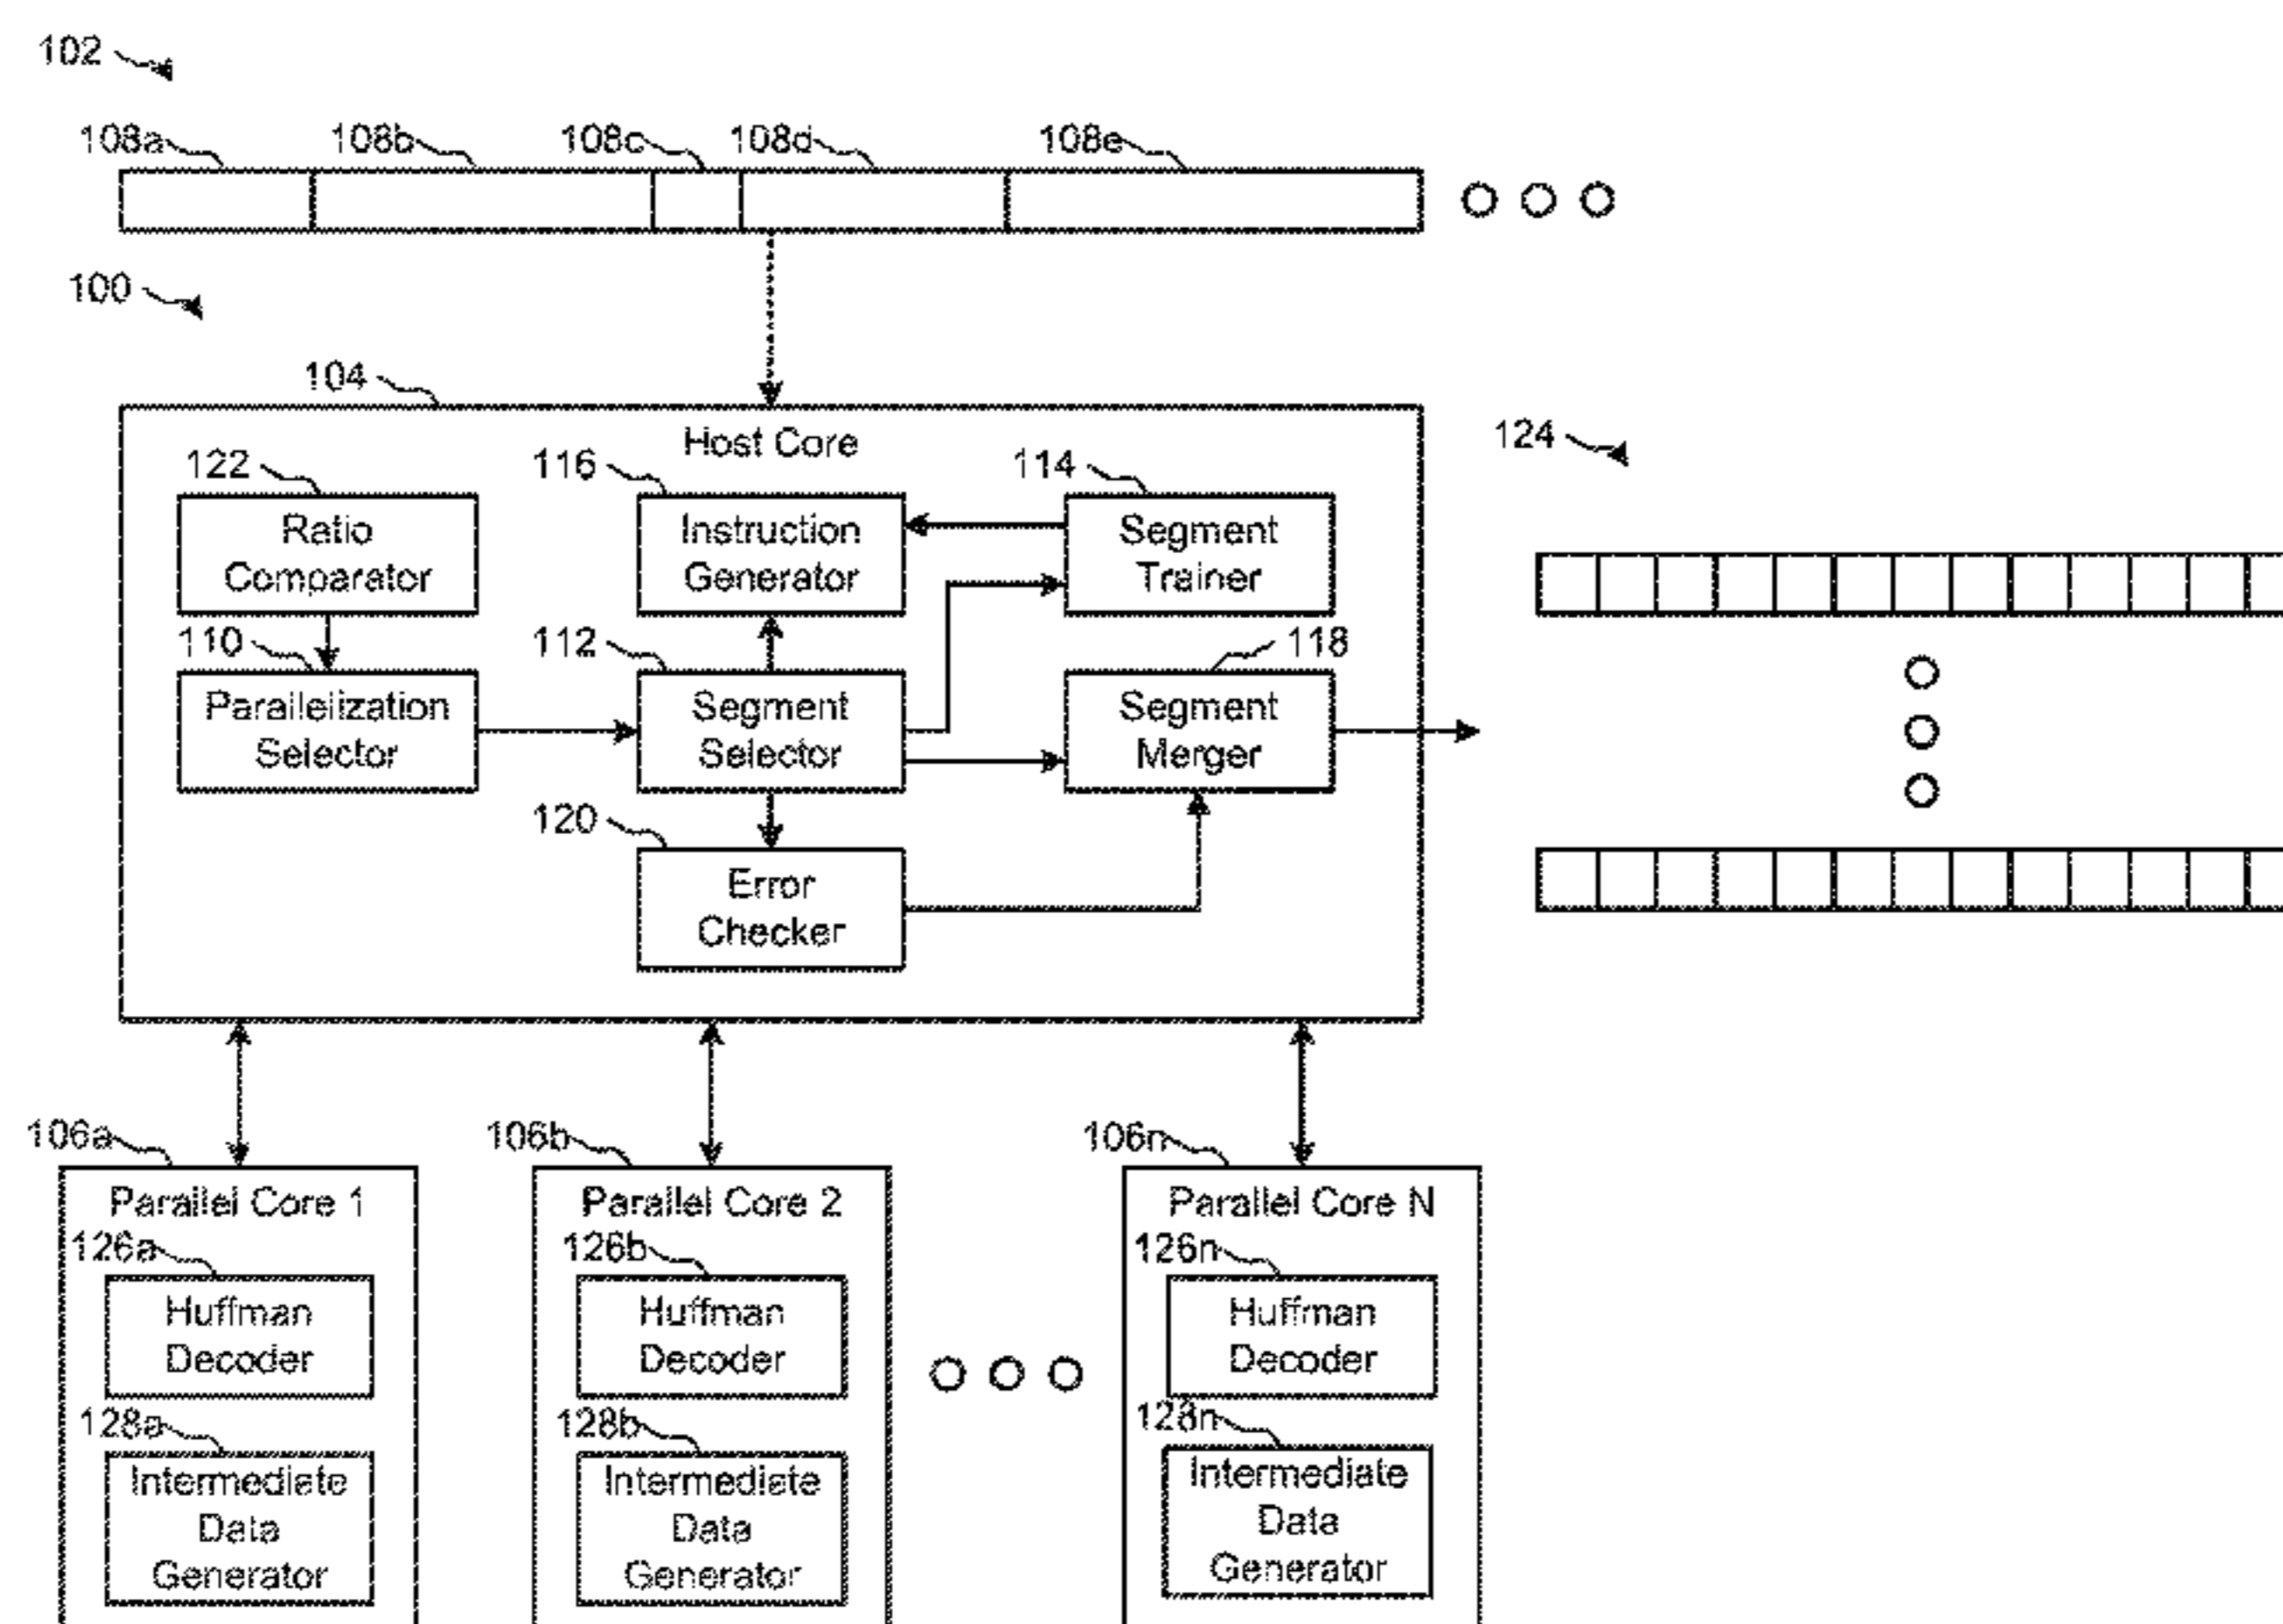 102
108a 108b 108c 108d 108e
100
104
Host Core
124
122 116 114
Ratio Comparator
Instruction Generator
Segment Trainer
110 112 118
Parallelization Selector
Segment Selector
Segment Merger
120
Error Checker
106a 106b 106n
Parallel Core 1 Parallel Core 2 Parallel Core N
126a 126b 126n
Huffman Decoder
Huffman Decoder
Huffman Decoder
128a 128b 128n
Intermediate Data Generator
Intermediate Data Generator
Intermediate Data Generator